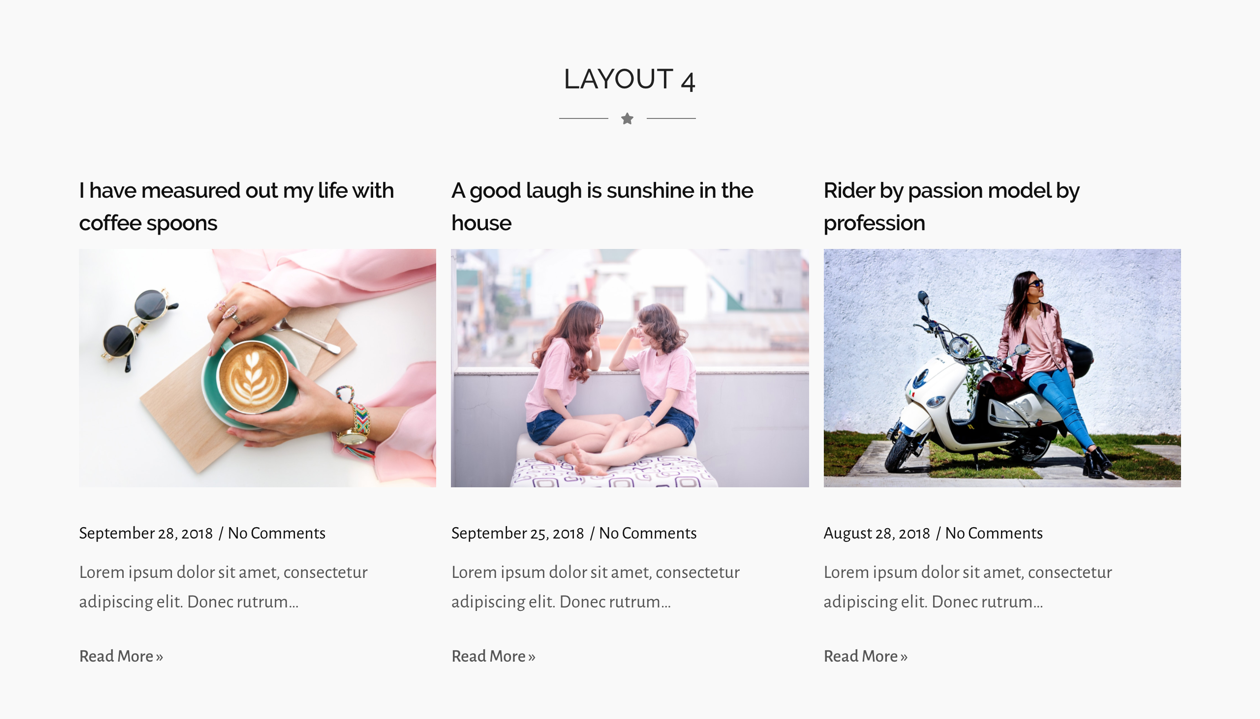 LAYOUT 4
I have measured out my life with
coffee spoons
A good laugh is sunshine in the
house
Rider by passion model by
profession
September 28, 2018 / No Comments
Lorem ipsum dolor sit amet, consectetur
adipiscing elit. Donec rutrum...
Read More »
September 25, 2018 / No Comments
Lorem ipsum dolor sit amet, consectetur
adipiscing elit. Donec rutrum...
Read More »
August 28, 2018 / No Comments
Lorem ipsum dolor sit amet, consectetur
adipiscing elit. Donec rutrum...
Read More »